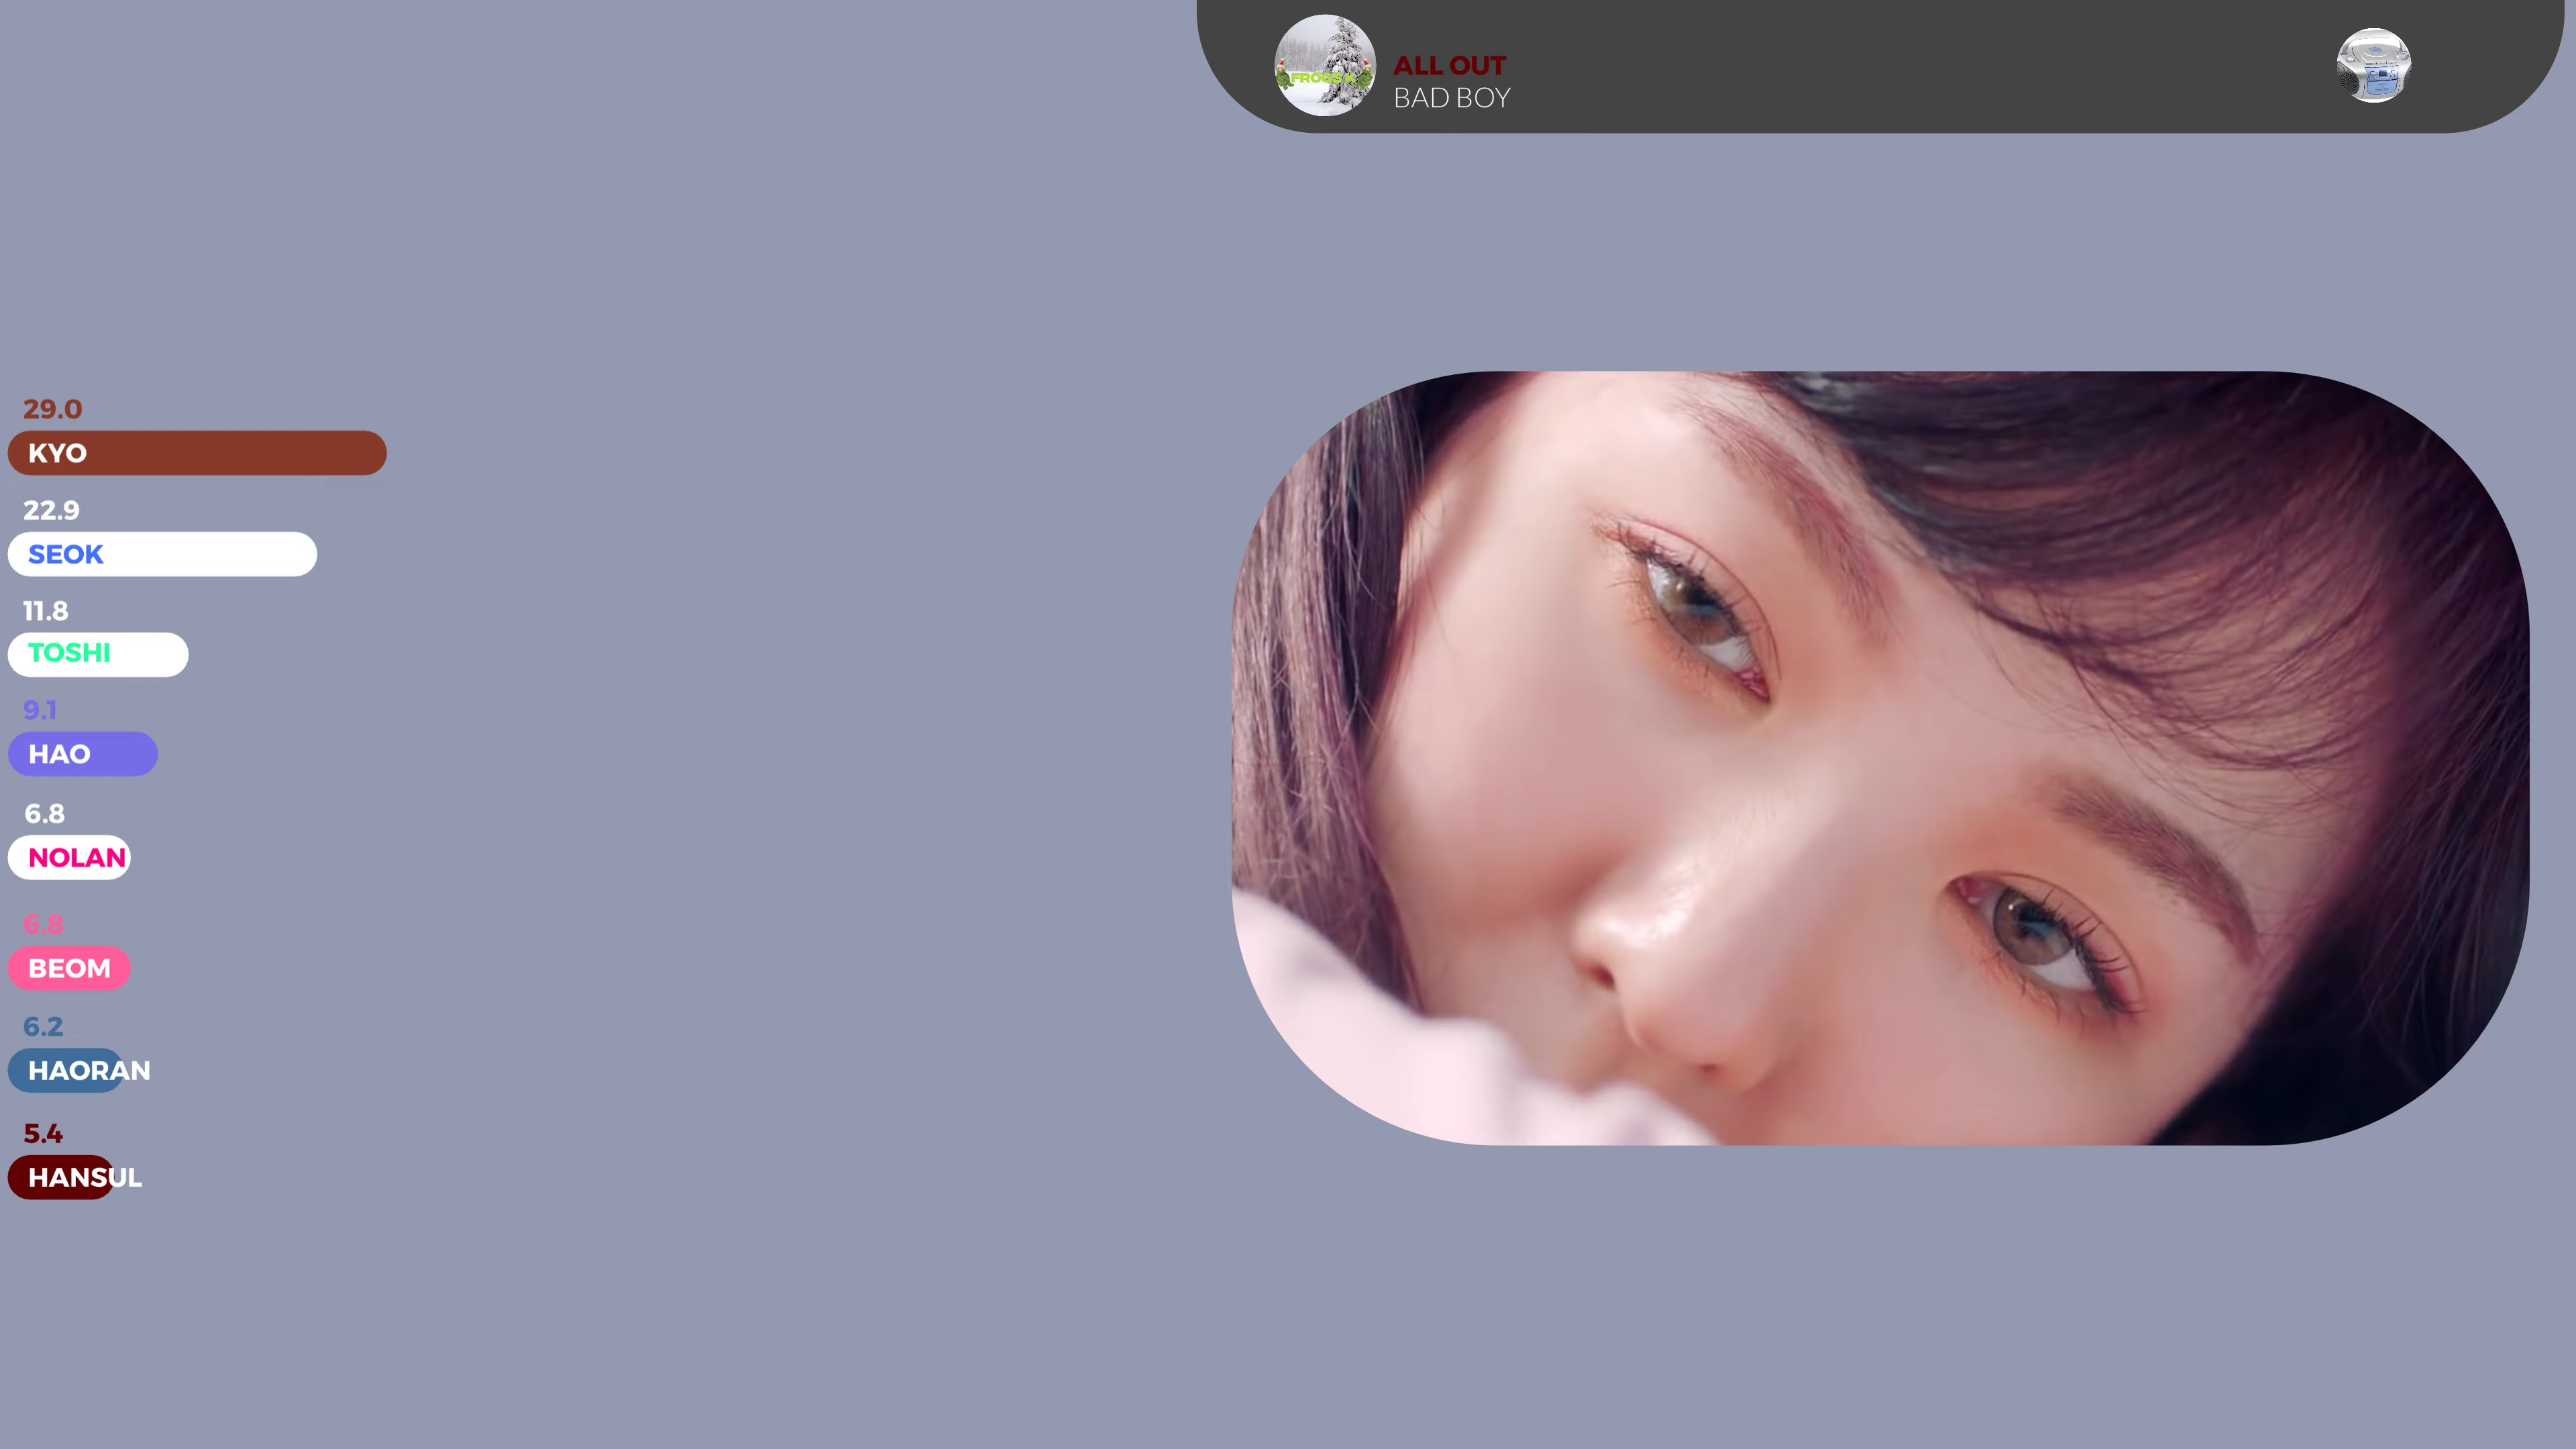 FROGS K
ALL OUT
BAD BOY
29.0
KYO
22.9
SEOK
11.8
TOSHI
9.1
HAO
6.8
NOLAN
6.8
BEOM
6.2
HAORAN
5.4
HANSUL